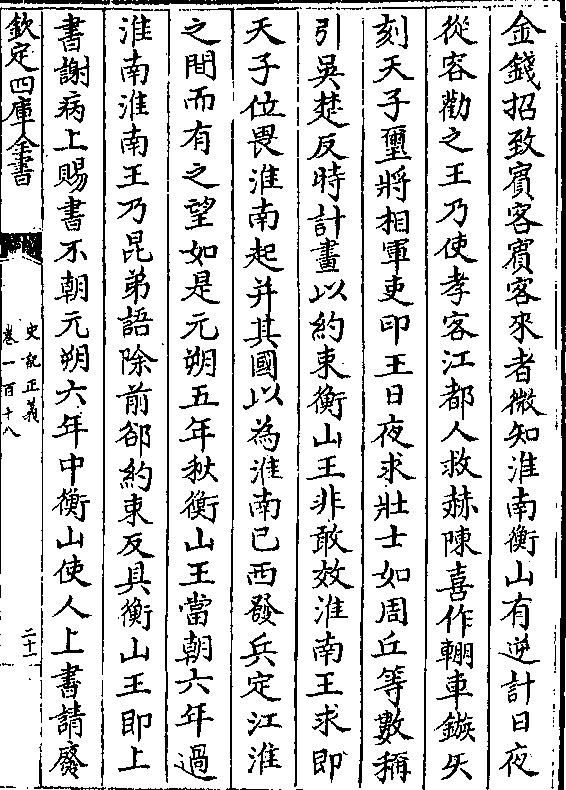 金錢招致賓客賓客來者微知淮南衡山有逆計日夜
從容勸之王乃使孝客江都人救赫陳喜作輣車鏃矢
刻天子璽將相軍吏印王日夜求壯士如周丘等數稱
引吳楚反時計畫以約束衡山王非敢效淮南王求即
天子位畏淮南起并其國以為淮南已西發兵定江淮
之間而有之望如是元朔五年秋衡山王當朝六年過
淮南淮南王乃昆弟語除前郤約束反具衡山王即上
書謝病上賜書不朝元朔六年中衡山使人上書請廢
欽定四庫全書
史記正義
卷一百十八
二十一